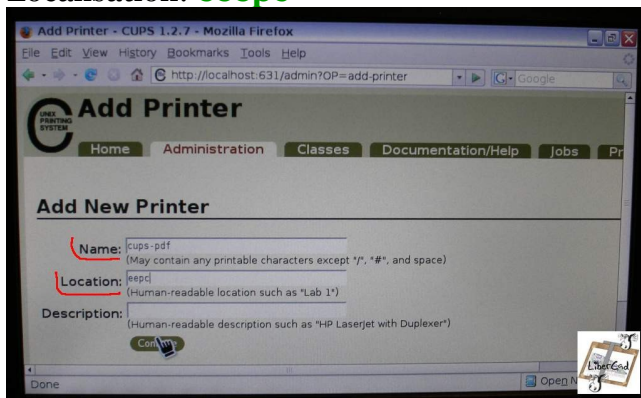 Add Printer - CUPS 1.2.7 - Mozilla Firefox
File Edit View History Bookmarks Tools Help
http://localhost:631/admin?OP=add-printer
Google
UNIX
PRINTING
SYSTEM
Add Printer
Home Administration Classes Documentation/Help Jobs Pr
Add New Printer
Name: cups-pdf
(May contain any printable characters except "/", "#", and space)
Location: eepc
(Human-readable location such as "Lab 1")
Description:
(Human-readable description such as "HP LaserJet with Duplexer")
Done
Open N
LiberCad